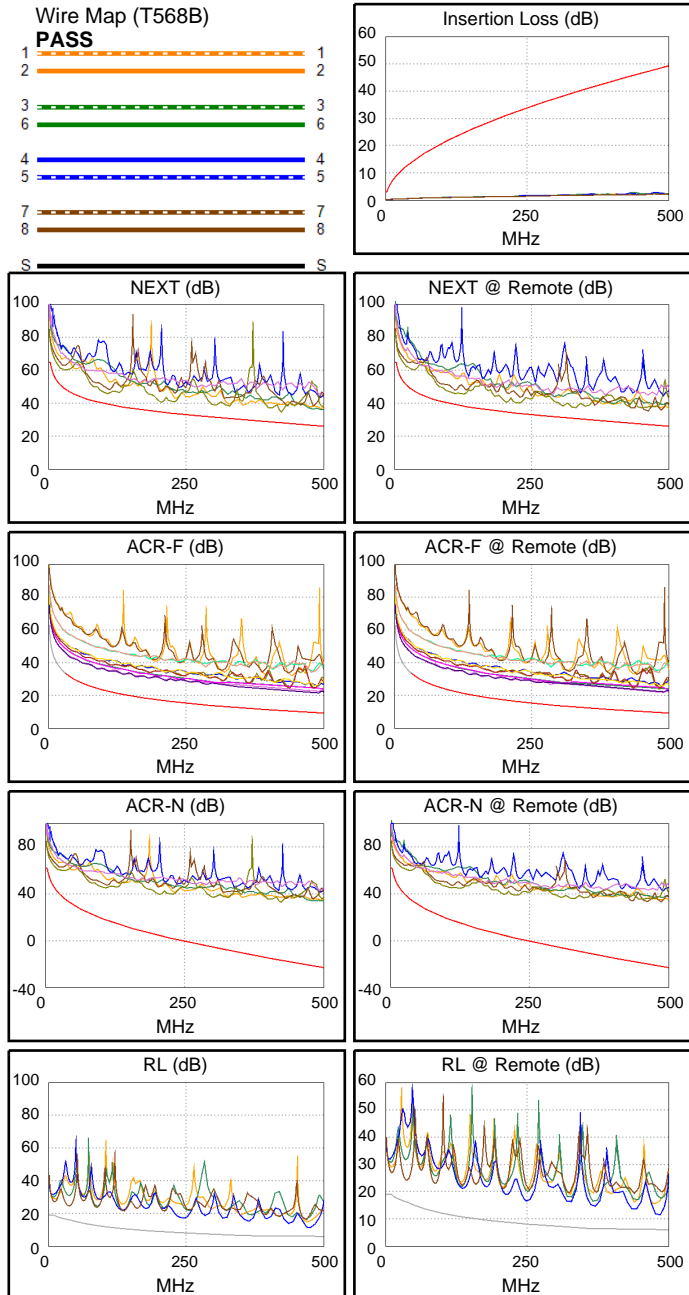 Wire Map (T568B)
PASS
1 1
2 2
3 3
6 6
4 4
5 5
7 7
8 8
S S
Insertion Loss (dB)
60
50
40
30
20
10
0
0 250 500
MHz
NEXT (dB)
100
80
60
40
20
0
0 250 500
MHz
NEXT @ Remote (dB)
100
80
60
40
20
0
0 250 500
MHz
ACR-F (dB)
100
80
60
40
20
0
0 250 500
MHz
ACR-F @ Remote (dB)
100
80
60
40
20
0
0 250 500
MHz
ACR-N (dB)
80
40
0
-40
0 250 500
MHz
ACR-N @ Remote (dB)
80
40
0
-40
0 250 500
MHz
RL (dB)
100
80
60
40
20
0
0 250 500
MHz
RL @ Remote (dB)
60
50
40
30
20
10
0
0 250 500
MHz